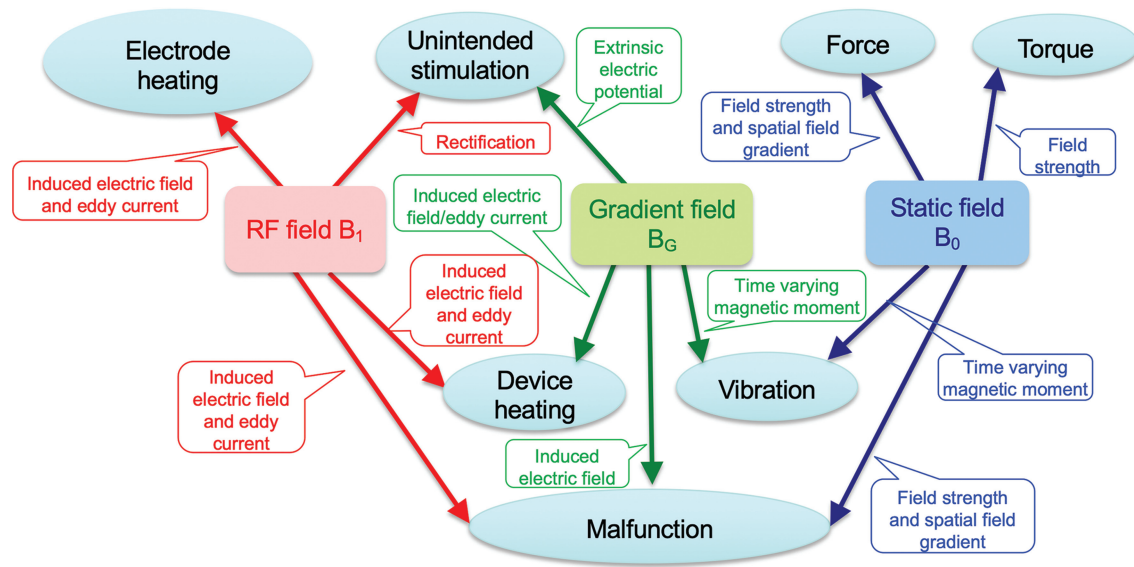 Electrode
heating
Unintended
stimulation
Extrinsic
electric
potential
Force
Torque
Field strength
and spatial field
gradient
Rectification
Field
strength
Induced electric field
and eddy current
RF field B1
Induced electric
field/eddy current
Gradient field
BG
Static field
B0
Induced
electric field
and eddy
current
Time varying
magnetic moment
Induced
electric field
and eddy
current
Device
heating
Vibration
Time varying
magnetic moment
Induced
electric field
Malfunction
Field strength
and spatial field
gradient